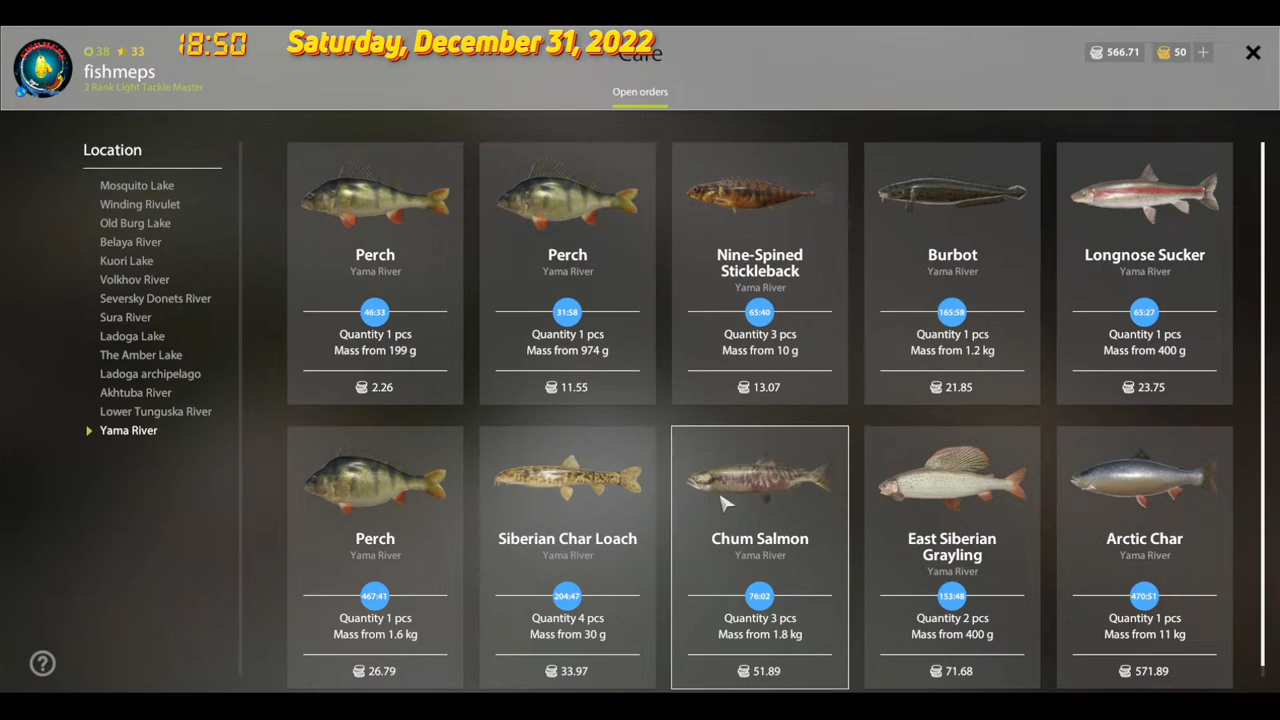 38 33
fishmeps
2 Rank Light Tackle Master
18:50
Saturday, December 31, 2022
Cafe
Open orders
566.71
50
Location
Mosquito Lake
Winding Rivulet
Old Burg Lake
Belaya River
Kuori Lake
Volkhov River
Seversky Donets River
Sura River
Ladoga Lake
The Amber Lake
Ladoga archipelago
Akhtuba River
Lower Tunguska River
Yama River
Perch
Yama River
46:33
Quantity 1 pcs
Mass from 199 g
2.26
Perch
Yama River
31:58
Quantity 1 pcs
Mass from 974 g
11.55
Nine-Spined
Stickleback
Yama River
65:40
Quantity 3 pcs
Mass from 10 g
13.07
Burbot
Yama River
165:58
Quantity 1 pcs
Mass from 1.2 kg
21.85
Longnose Sucker
Yama River
65:27
Quantity 1 pcs
Mass from 400 g
23.75
Perch
Yama River
467:41
Quantity 1 pcs
Mass from 1.6 kg
26.79
Siberian Char Loach
Yama River
204:47
Quantity 4 pcs
Mass from 30 g
33.97
Chum Salmon
Yama River
76:02
Quantity 3 pcs
Mass from 1.8 kg
51.89
East Siberian
Grayling
Yama River
153:48
Quantity 2 pcs
Mass from 400 g
71.68
Arctic Char
Yama River
470:51
Quantity 1 pcs
Mass from 11 kg
571.89
?